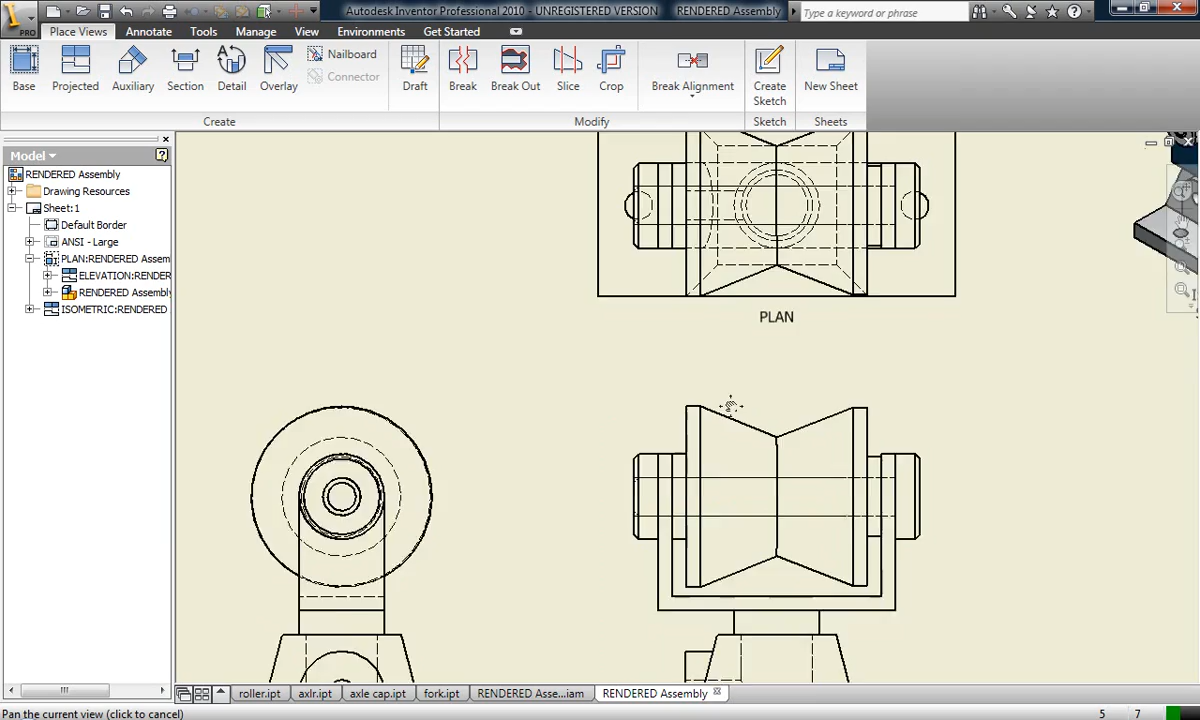 Autodesk Inventor Professional 2010 - UNREGISTERED VERSION RENDERED Assembly
Type a keyword or phrase
PRO
Place Views Annotate Tools Manage View Environments Get Started
Base Projected Auxiliary Section Detail Overlay
Nailboard
Connector
Draft Break Break Out Slice Crop Break Alignment Create Sketch New Sheet
Create Modify Sketch Sheets
Model
RENDERED Assembly
Drawing Resources
Sheet:1
Default Border
ANSI - Large
PLAN:RENDERED Assem
ELEVATION:RENDER
RENDERED Assembly
ISOMETRIC:RENDERED
PLAN
roller.ipt axlr.ipt axle cap.ipt fork.ipt RENDERED Asse...iam RENDERED Assembly
Pan the current view (click to cancel) 5 7